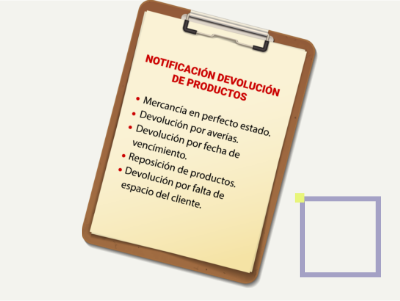 NOTIFICACIÓN DEVOLUCIÓN
DE PRODUCTOS
• Mercancía en perfecto estado.
• Devolución por averías.
• Devolución por fecha de
vencimiento.
• Reposición de productos.
• Devolución por falta de
espacio del cliente.